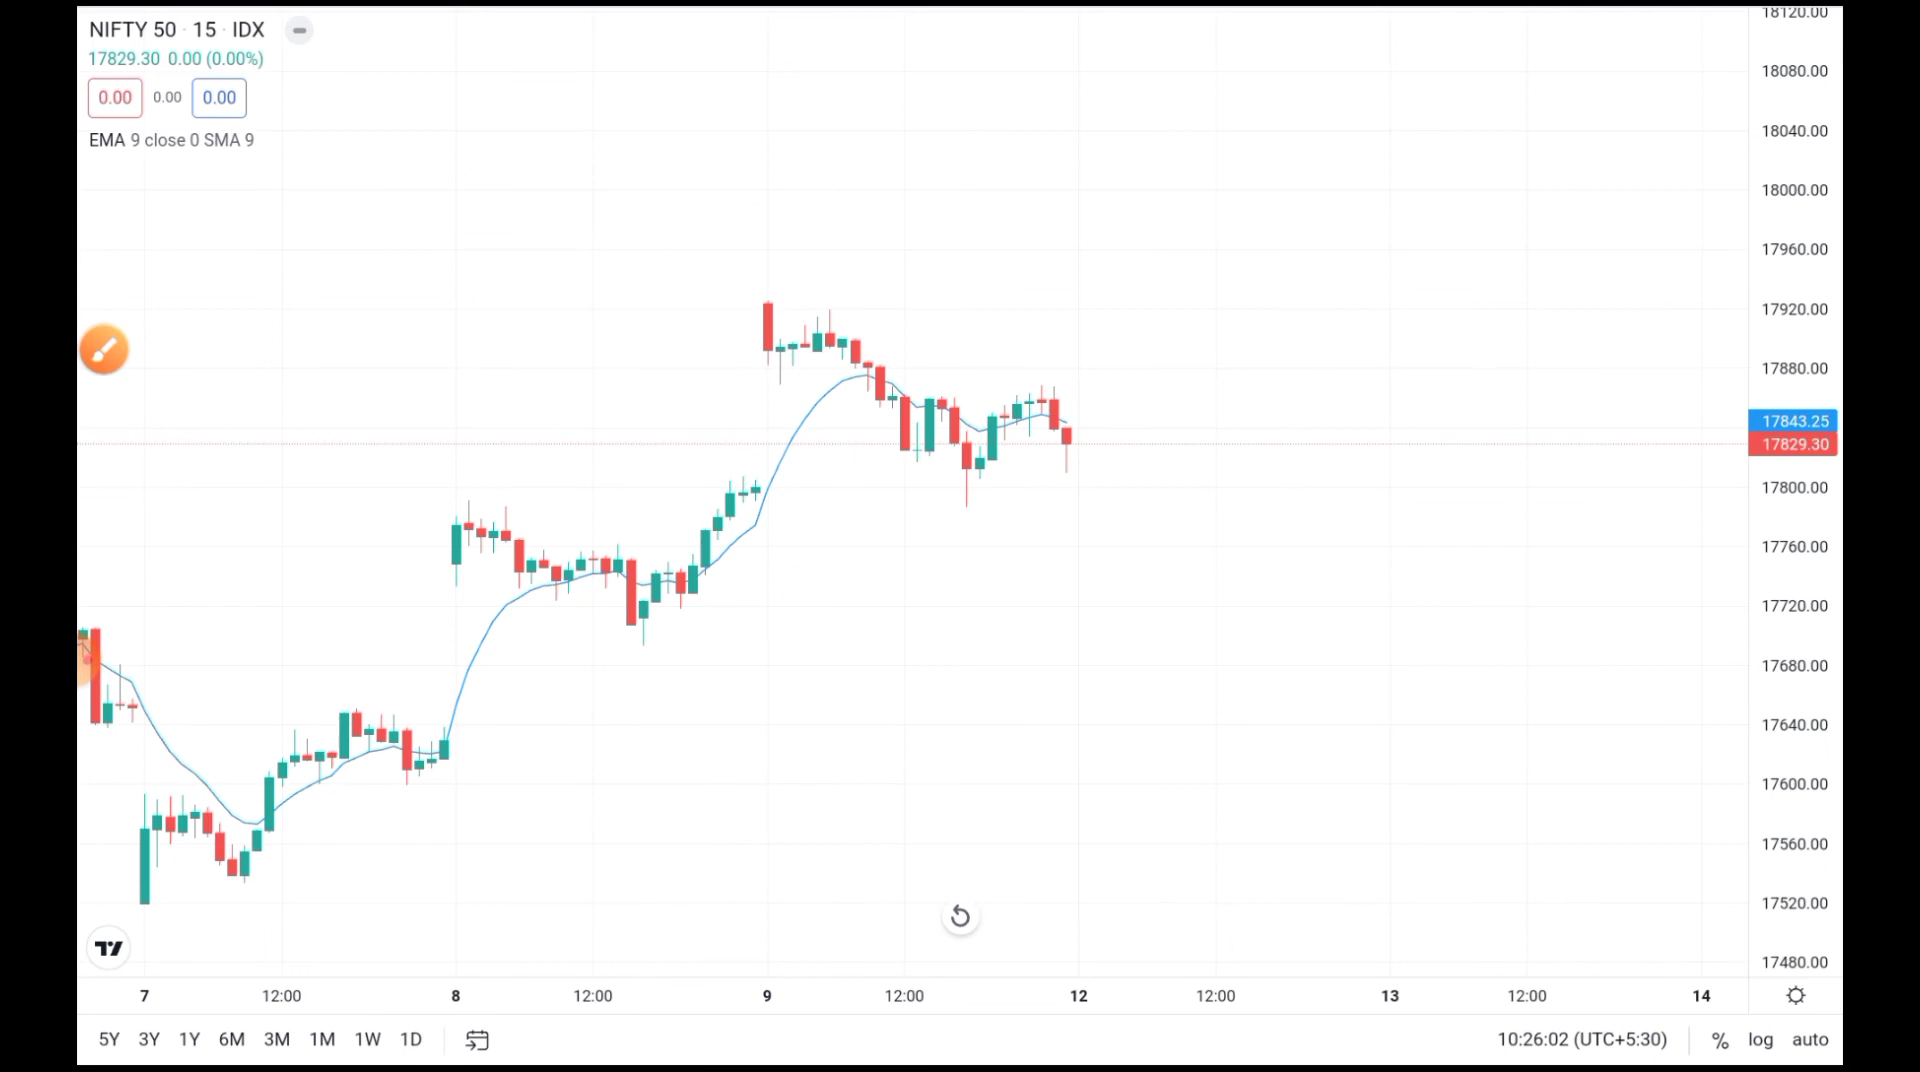 NIFTY 50 · 15 · IDX
17829.30 0.00 (0.00%)
0.00 0.00 0.00
EMA 9 close 0 SMA 9
18120.00
18080.00
18040.00
18000.00
17960.00
17920.00
17880.00
17843.25
17829.30
17800.00
17760.00
17720.00
17680.00
17640.00
17600.00
17560.00
17520.00
17480.00
7 12:00 8 12:00 9 12:00 12 12:00 13 12:00 14
5Y 3Y 1Y 6M 3M 1M 1W 1D
10:26:02 (UTC+5:30) % log auto